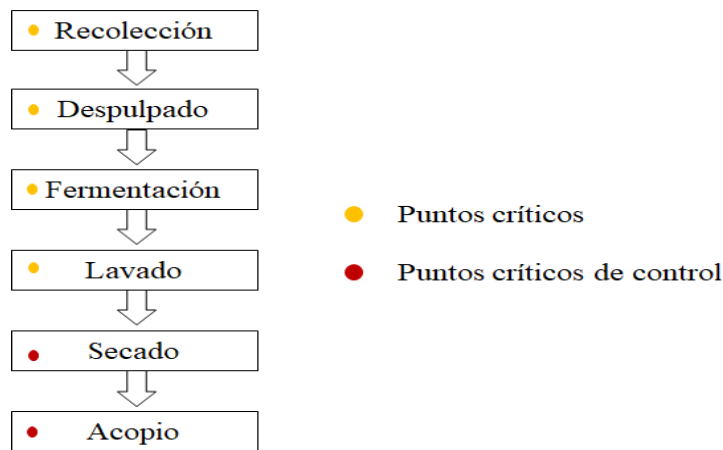 Recolección
Despulpado
Fermentación
Lavado
Secado
Acopio
Puntos críticos
Puntos críticos de control